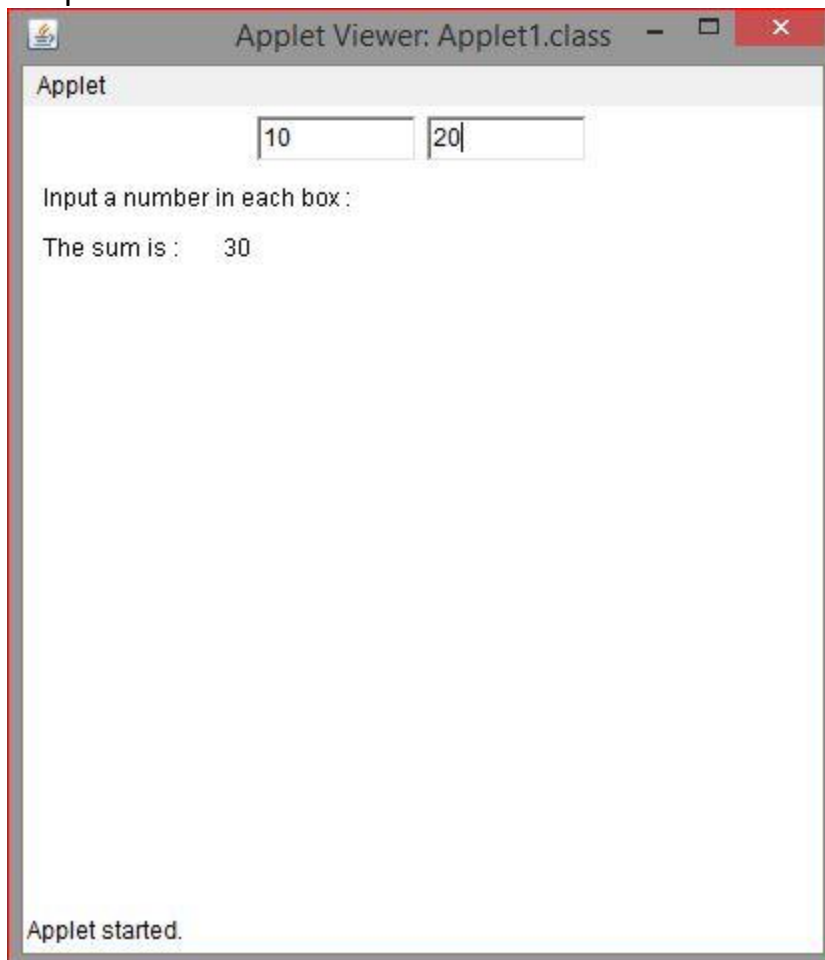 Applet Viewer: Applet1.class
Applet
10 20
Input a number in each box :
The sum is : 30
Applet started.